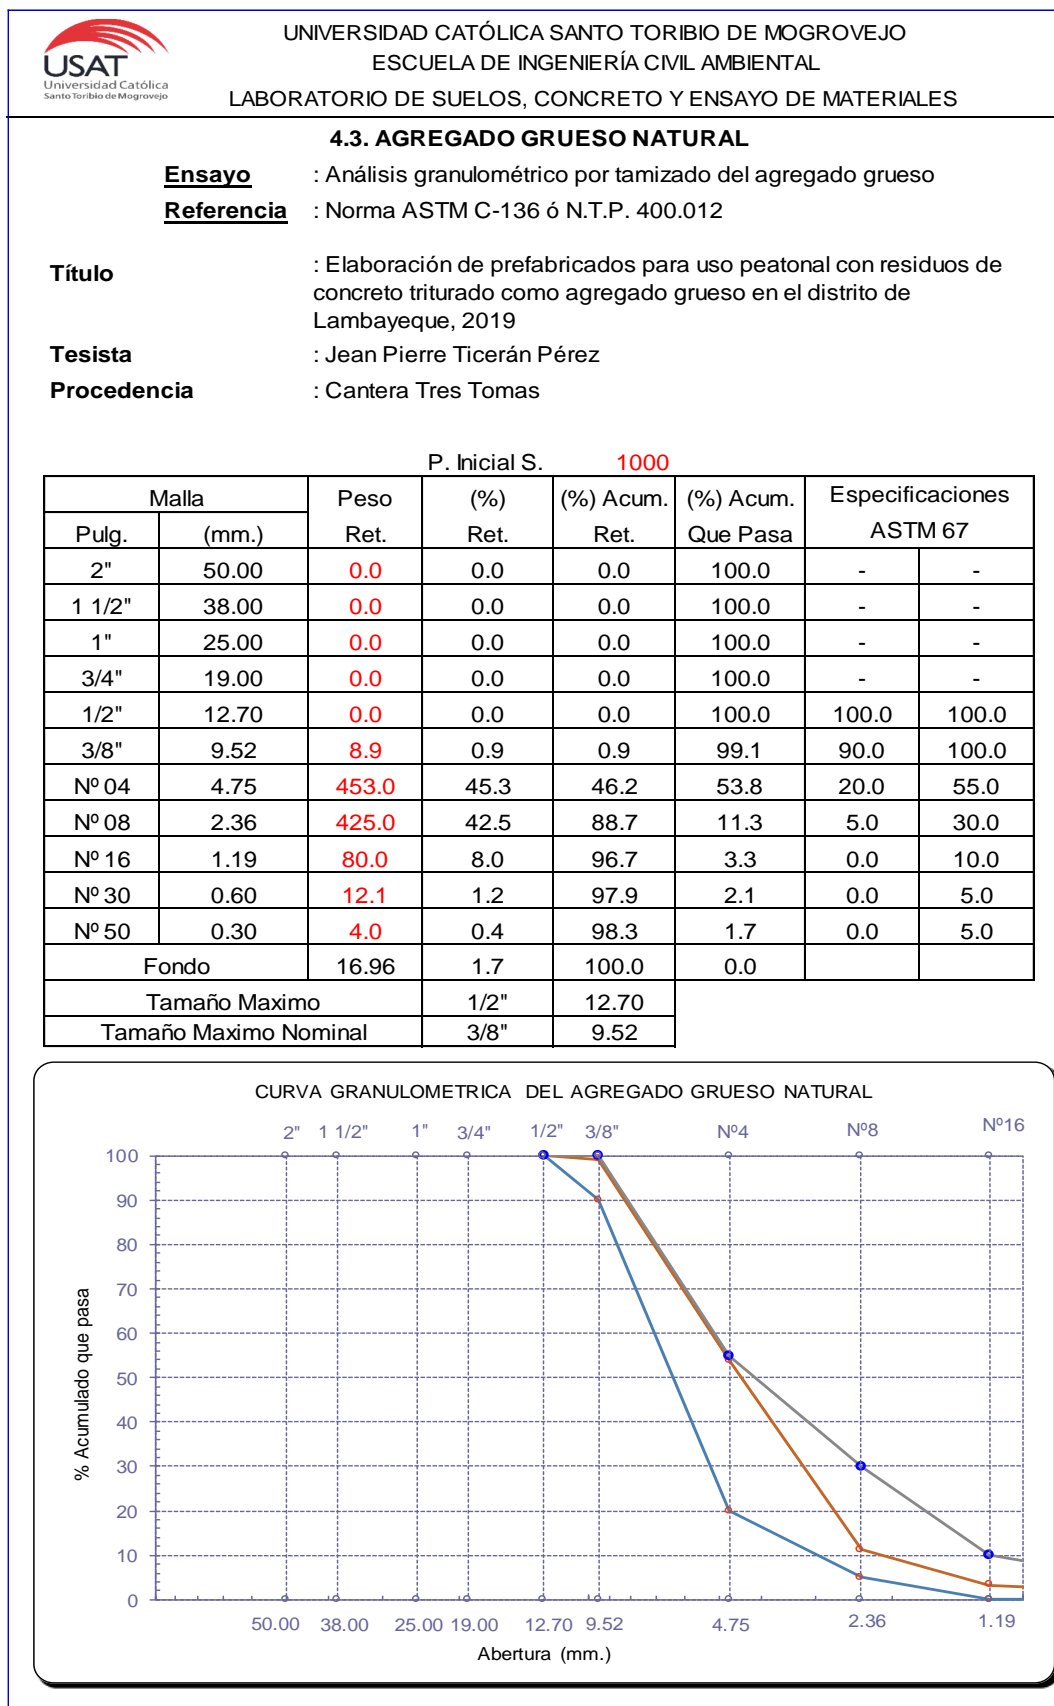 USAT
Universidad Católica
Santo Toribio de Mogrovejo
UNIVERSIDAD CATÓLICA SANTO TORIBIO DE MOGROVEJO
ESCUELA DE INGENIERÍA CIVIL AMBIENTAL
LABORATORIO DE SUELOS, CONCRETO Y ENSAYO DE MATERIALES
4.3. AGREGADO GRUESO NATURAL
Ensayo : Análisis granulométrico por tamizado del agregado grueso
Referencia : Norma ASTM C-136 ó N.T.P. 400.012
Título : Elaboración de prefabricados para uso peatonal con residuos de
concreto triturado como agregado grueso en el distrito de
Lambayeque, 2019
Tesista : Jean Pierre Ticerán Pérez
Procedencia : Cantera Tres Tomas
P. Inicial S. 1000
Malla Peso (%) (%) Acum. (%) Acum. Especificaciones
Pulg. (mm.) Ret. Ret. Ret. Que Pasa ASTM 67
2" 50.00 0.0 0.0 0.0 100.0 - -
1 1/2" 38.00 0.0 0.0 0.0 100.0 - -
1" 25.00 0.0 0.0 0.0 100.0 - -
3/4" 19.00 0.0 0.0 0.0 100.0 - -
1/2" 12.70 0.0 0.0 0.0 100.0 100.0 100.0
3/8" 9.52 8.9 0.9 0.9 99.1 90.0 100.0
Nº 04 4.75 453.0 45.3 46.2 53.8 20.0 55.0
Nº 08 2.36 425.0 42.5 88.7 11.3 5.0 30.0
Nº 16 1.19 80.0 8.0 96.7 3.3 0.0 10.0
Nº 30 0.60 12.1 1.2 97.9 2.1 0.0 5.0
Nº 50 0.30 4.0 0.4 98.3 1.7 0.0 5.0
Fondo 16.96 1.7 100.0 0.0
Tamaño Maximo 1/2" 12.70
Tamaño Maximo Nominal 3/8" 9.52
CURVA GRANULOMETRICA DEL AGREGADO GRUESO NATURAL
2" 1 1/2" 1" 3/4" 1/2" 3/8" Nº4 Nº8 Nº16
100
90
80
70
60
50
40
30
20
10
0
% Acumulado que pasa
50.00 38.00 25.00 19.00 12.70 9.52 4.75 2.36 1.19
Abertura (mm.)